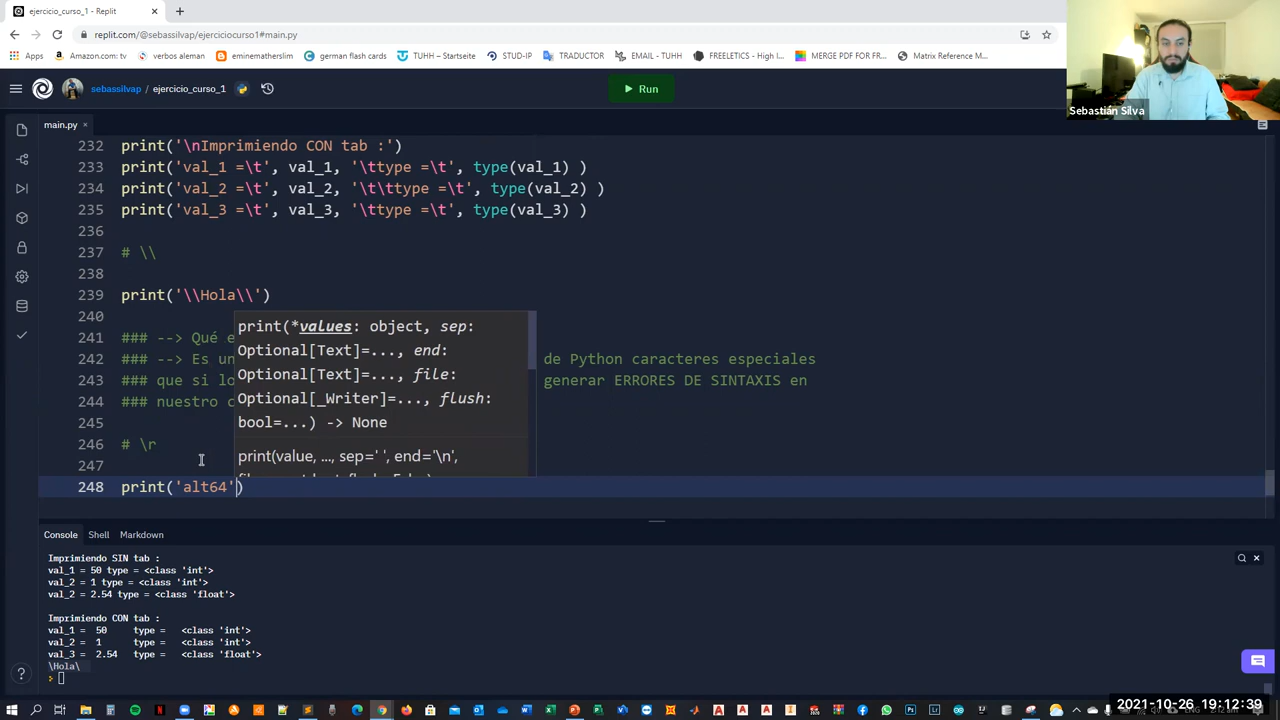 ejercicio_curso_1 - Replit
replit.com/@sebassilvap/ejerciciocurso1#main.py
Apps
Amazon.com: tv
verbos aleman
eninematheslim
german flash cards
TUHH – Startseite
STUD-IP
TRADUCTOR
EMAIL - TUHH
FREELETICS - High I...
MERGE PDF FOR FR...
Matrix Reference M...
Sebastián Silva
sebassilvap / ejercicio_curso_1
Run
main.py
232 print('\nImprimiendo CON tab :')
233 print('val_1 =\t', val_1, '\ttype =\t', type(val_1) )
234 print('val_2 =\t', val_2, '\t\ttype =\t', type(val_2) )
235 print('val_3 =\t', val_3, '\ttype =\t', type(val_3) )
236
237 # \\
238
239 print('\\Hola\\')
240
241 ### --> Qué e
242 ### --> Es un de Python caracteres especiales
243 ### que si lo generar ERRORES DE SINTAXIS en
244 ### nuestro c
245
246 # \r
247
248 print('alt64')
print(*values: object, sep:
Optional[Text]=..., end:
Optional[Text]=..., file:
Optional[_Writer]=..., flush:
bool=...) -> None
print(value, ..., sep=' ', end='\n',
Console Shell Markdown
Imprimiendo SIN tab :
val_1 = 50 type = <class 'int'>
val_2 = 1 type = <class 'int'>
val_2 = 2.54 type = <class 'float'>
Imprimiendo CON tab :
val_1 = 50 type = <class 'int'>
val_2 = 1 type = <class 'int'>
val_3 = 2.54 type = <class 'float'>
\Hola\
2021-10-26 19:12:39